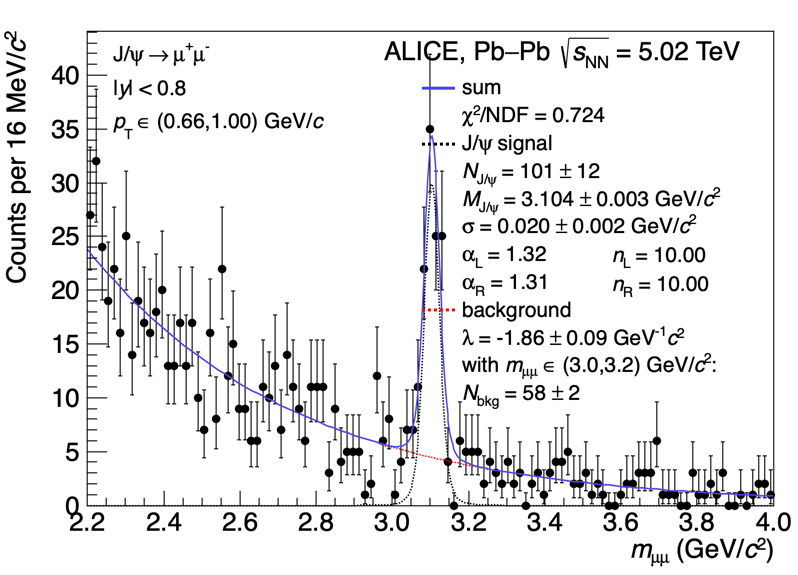 Counts per 16 MeV/c²
J/ψ → μ⁺μ⁻
|y| < 0.8
p_T ∈ (0.66,1.00) GeV/c
ALICE, Pb–Pb √s_NN = 5.02 TeV
sum
χ²/NDF = 0.724
J/ψ signal
N_J/ψ = 101 ± 12
M_J/ψ = 3.104 ± 0.003 GeV/c²
σ = 0.020 ± 0.002 GeV/c²
α_L = 1.32 n_L = 10.00
α_R = 1.31 n_R = 10.00
background
λ = -1.86 ± 0.09 GeV⁻¹c²
with m_μμ ∈ (3.0,3.2) GeV/c²:
N_bkg = 58 ± 2
40
35
30
25
20
15
10
5
0
2.2 2.4 2.6 2.8 3.0 3.2 3.4 3.6 3.8 4.0
m_μμ (GeV/c²)